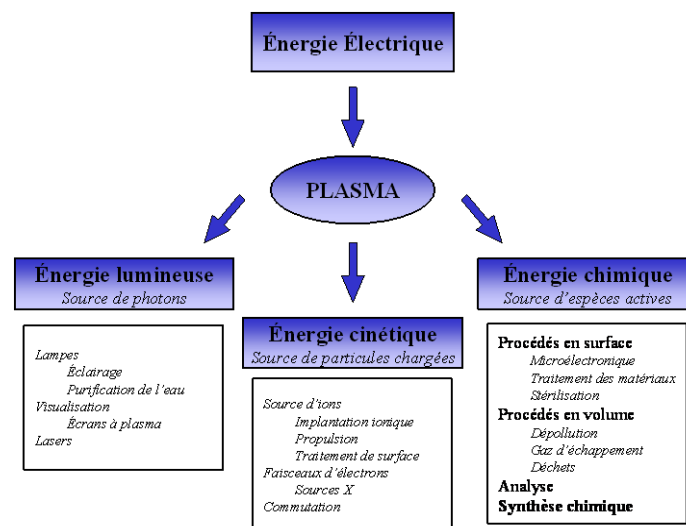 Énergie Électrique
PLASMA
Énergie lumineuse
Source de photons
Lampes
Éclairage
Purification de l'eau
Visualisation
Écrans à plasma
Lasers
Énergie cinétique
Source de particules chargées
Source d'ions
Implantation ionique
Propulsion
Traitement de surface
Faisceaux d'électrons
Sources X
Commutation
Énergie chimique
Source d'espèces actives
Procédés en surface
Microélectronique
Traitement des matériaux
Stérilisation
Procédés en volume
Dépollution
Gaz d'échappement
Déchets
Analyse
Synthèse chimique